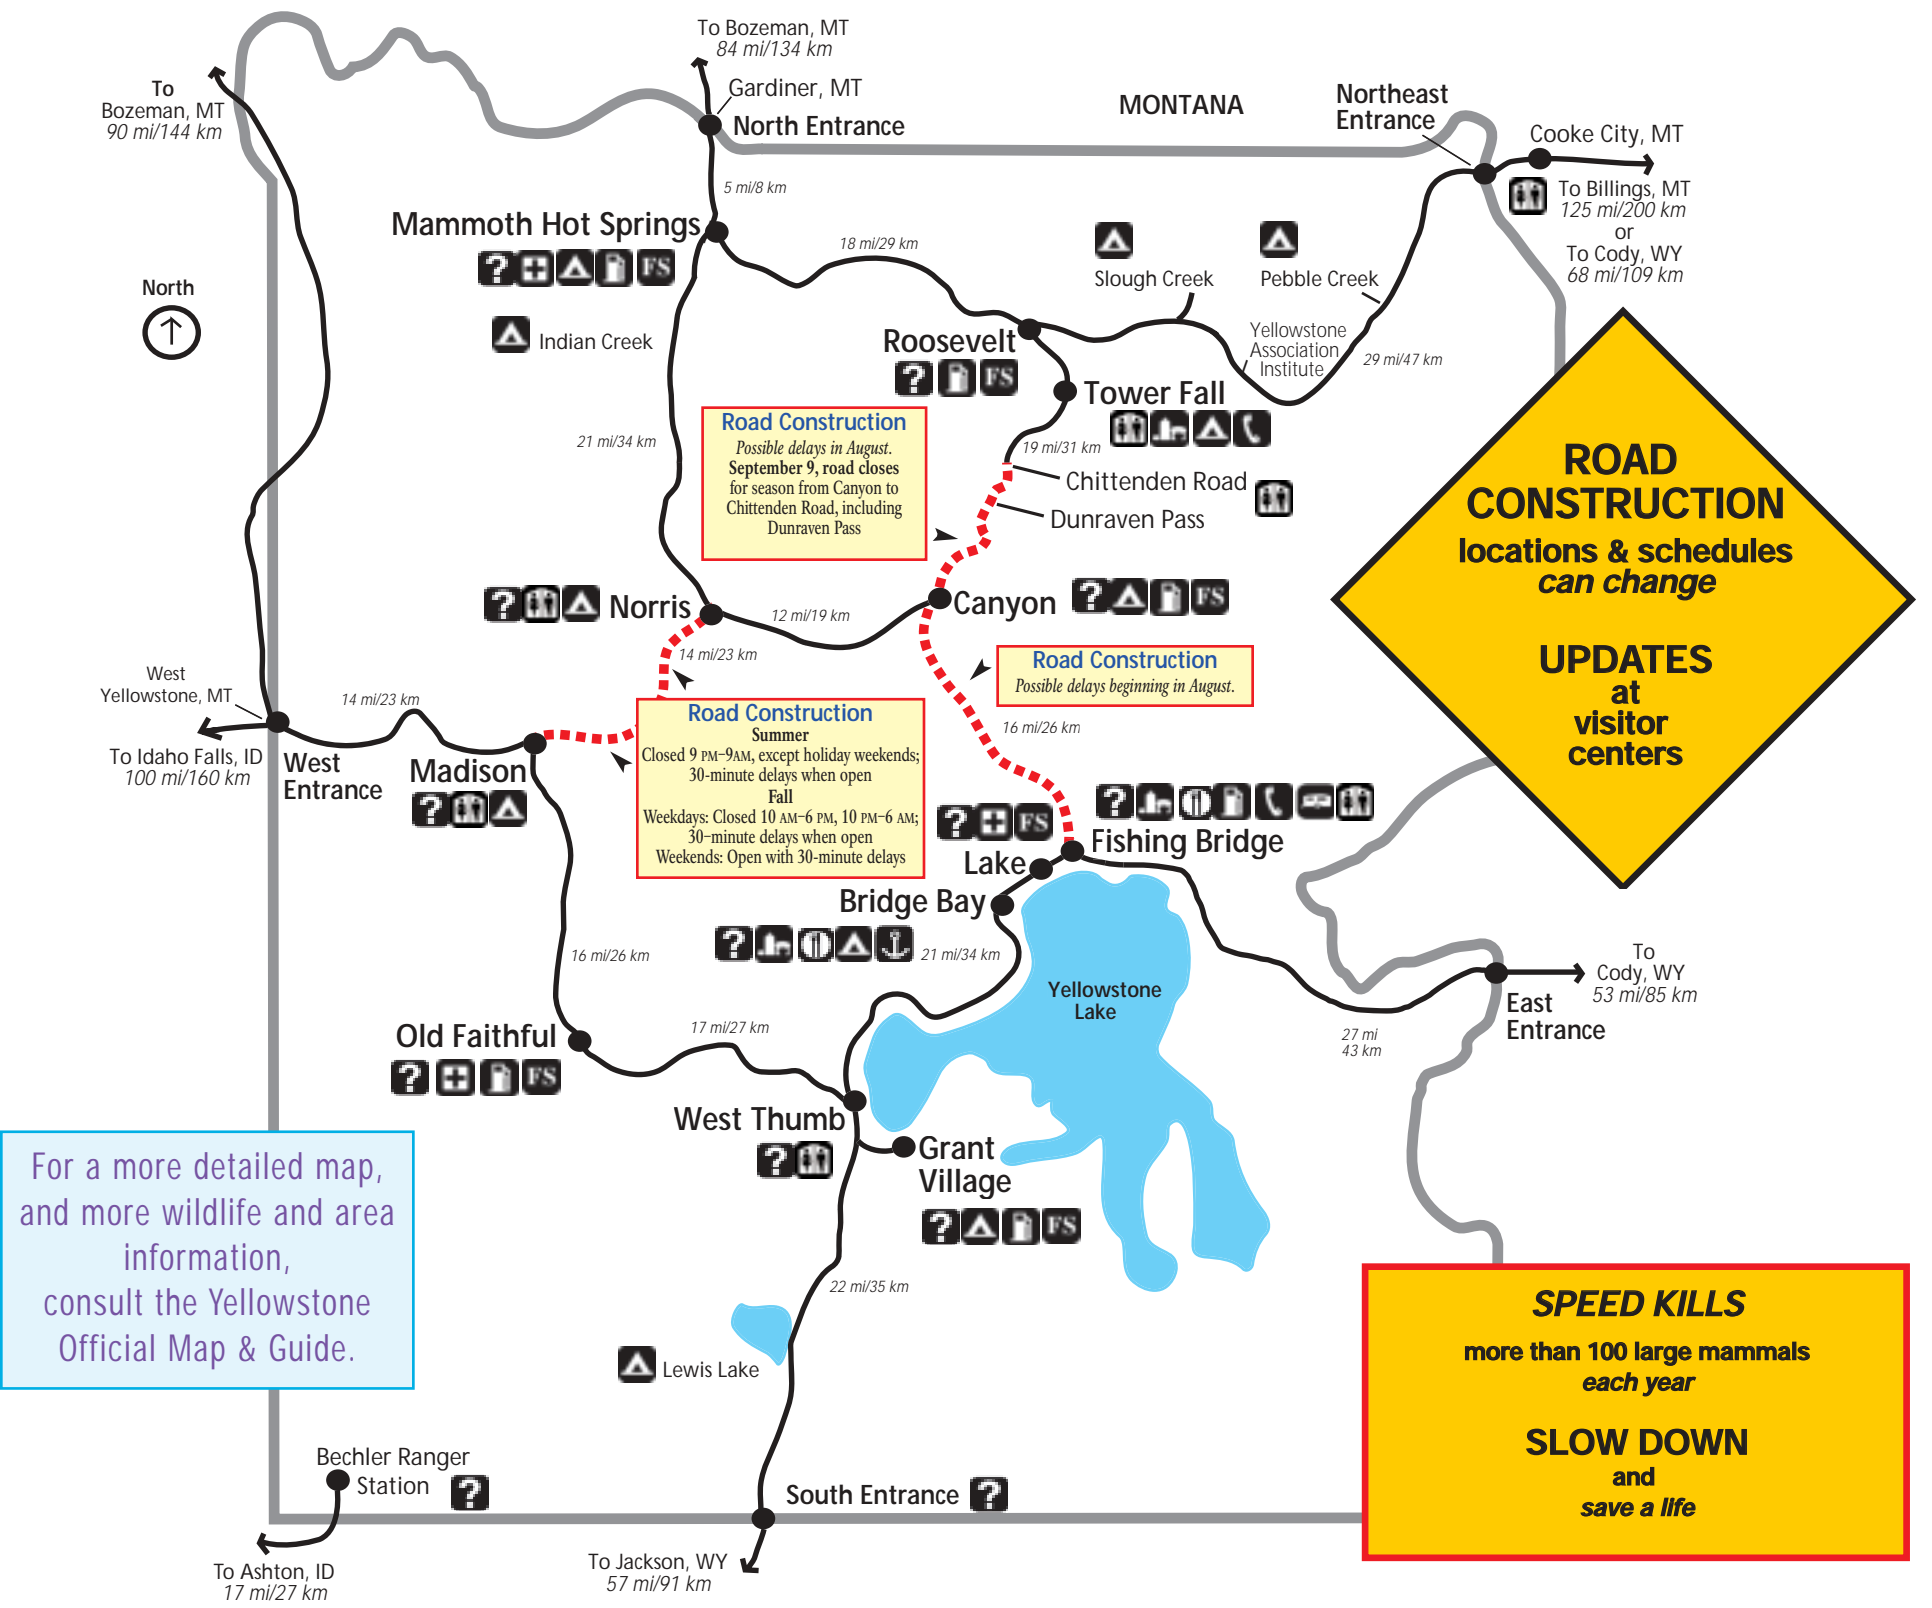 To Bozeman, MT
84 mi/134 km
To
Bozeman, MT
90 mi/144 km
Gardiner, MT
North Entrance
MONTANA
Northeast
Entrance
Cooke City, MT
To Billings, MT
125 mi/200 km
or
To Cody, WY
68 mi/109 km
5 mi/8 km
Mammoth Hot Springs
? FS
18 mi/29 km
Slough Creek
Pebble Creek
North
Indian Creek
Roosevelt
? FS
Yellowstone
Association
Institute
29 mi/47 km
Tower Fall
21 mi/34 km
Road Construction
Possible delays in August.
September 9, road closes
for season from Canyon to
Chittenden Road, including
Dunraven Pass
19 mi/31 km
Chittenden Road
Dunraven Pass
ROAD
CONSTRUCTION
locations & schedules
can change
UPDATES
at
visitor
centers
? Norris
12 mi/19 km
Canyon ? FS
14 mi/23 km
Road Construction
Possible delays beginning in August.
West
Yellowstone, MT
14 mi/23 km
16 mi/26 km
To Idaho Falls, ID
100 mi/160 km
West
Entrance
Madison
?
Road Construction
Summer
Closed 9 PM–9AM, except holiday weekends;
30-minute delays when open
Fall
Weekdays: Closed 10 AM–6 PM, 10 PM–6 AM;
30–minute delays when open
Weekends: Open with 30-minute delays
? FS
Lake
?
Fishing Bridge
Bridge Bay
?
21 mi/34 km
16 mi/26 km
Yellowstone
Lake
To
Cody, WY
53 mi/85 km
East
Entrance
27 mi
43 km
Old Faithful
? FS
17 mi/27 km
West Thumb
?
Grant
Village
? FS
For a more detailed map,
and more wildlife and area
information,
consult the Yellowstone
Official Map & Guide.
22 mi/35 km
Lewis Lake
SPEED KILLS
more than 100 large mammals
each year
SLOW DOWN
and
save a life
Bechler Ranger
Station ?
South Entrance ?
To Ashton, ID
17 mi/27 km
To Jackson, WY
57 mi/91 km